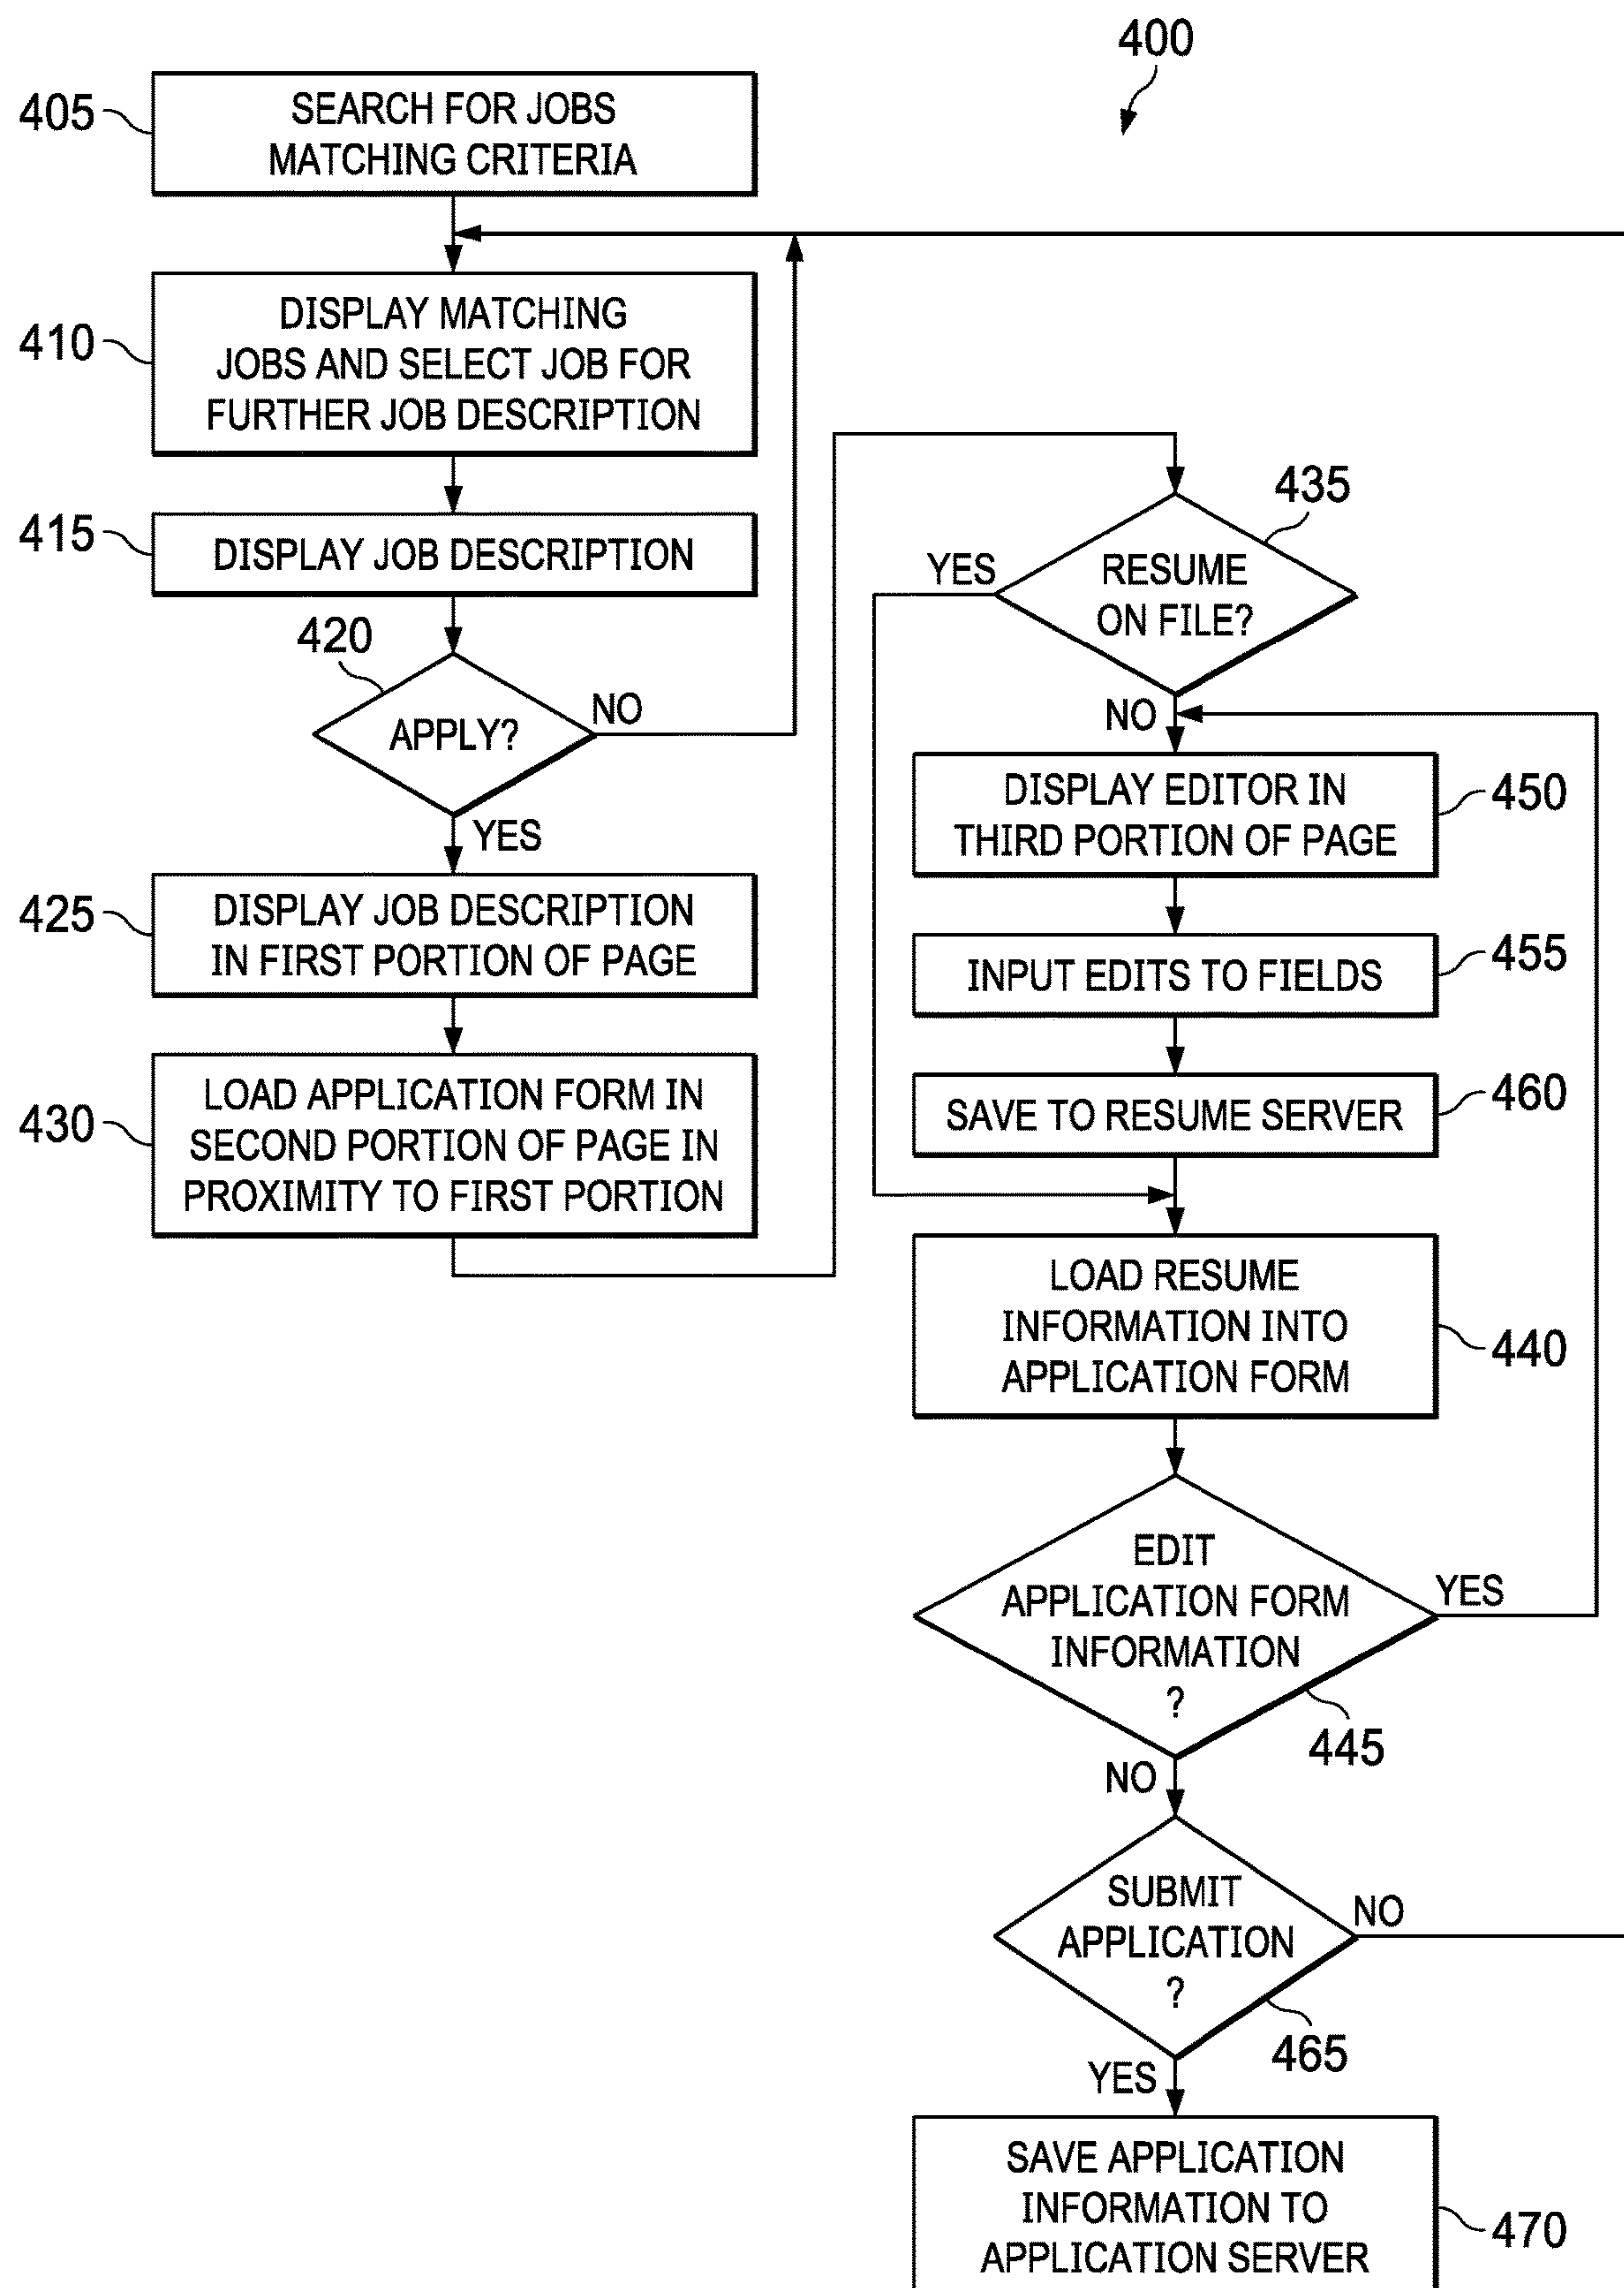 400
405
SEARCH FOR JOBS
MATCHING CRITERIA
410
DISPLAY MATCHING
JOBS AND SELECT JOB FOR
FURTHER JOB DESCRIPTION
415
DISPLAY JOB DESCRIPTION
420
APPLY?
NO
YES
425
DISPLAY JOB DESCRIPTION
IN FIRST PORTION OF PAGE
430
LOAD APPLICATION FORM IN
SECOND PORTION OF PAGE IN
PROXIMITY TO FIRST PORTION
435
RESUME
ON FILE?
YES
NO
DISPLAY EDITOR IN
THIRD PORTION OF PAGE
450
INPUT EDITS TO FIELDS
455
SAVE TO RESUME SERVER
460
LOAD RESUME
INFORMATION INTO
APPLICATION FORM
440
EDIT
APPLICATION FORM
INFORMATION
?
YES
445
NO
SUBMIT
APPLICATION
?
NO
465
YES
SAVE APPLICATION
INFORMATION TO
APPLICATION SERVER
470